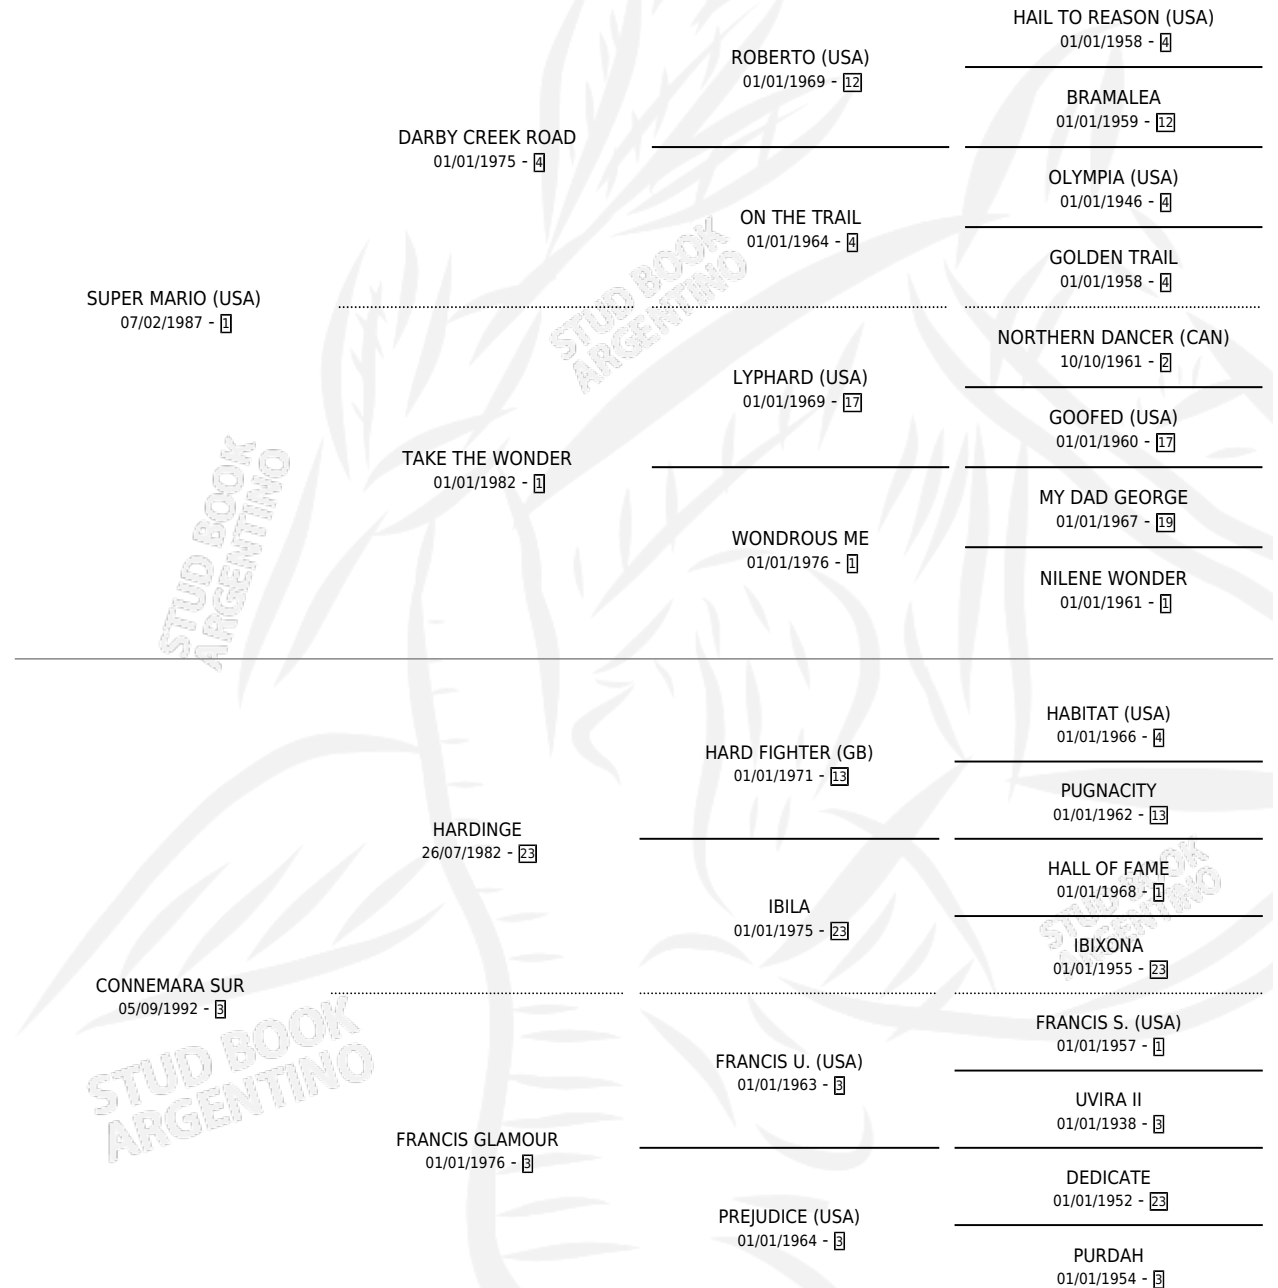 HAIL TO REASON (USA)
01/01/1958 - 4
ROBERTO (USA)
01/01/1969 - 12
BRAMALEA
01/01/1959 - 12
DARBY CREEK ROAD
01/01/1975 - 4
OLYMPIA (USA)
01/01/1946 - 4
ON THE TRAIL
01/01/1964 - 4
GOLDEN TRAIL
01/01/1958 - 4
SUPER MARIO (USA)
07/02/1987 - 1
STUD BOOK
ARGENTINO
NORTHERN DANCER (CAN)
10/10/1961 - 2
LYPHARD (USA)
01/01/1969 - 17
GOOFED (USA)
01/01/1960 - 17
TAKE THE WONDER
01/01/1982 - 1
MY DAD GEORGE
01/01/1967 - 19
WONDROUS ME
01/01/1976 - 1
NILENE WONDER
01/01/1961 - 1
STUD BOOK
ARGENTINO
HABITAT (USA)
01/01/1966 - 4
HARD FIGHTER (GB)
01/01/1971 - 13
PUGNACITY
01/01/1962 - 13
HARDINGE
26/07/1982 - 23
HALL OF FAME
01/01/1968 - 1
IBILA
01/01/1975 - 23
IBIXONA
01/01/1955 - 23
STUD BOOK
ARGENTINO
CONNEMARA SUR
05/09/1992 - 3
STUD BOOK
ARGENTINO
FRANCIS S. (USA)
01/01/1957 - 1
FRANCIS U. (USA)
01/01/1963 - 3
UVIRA II
01/01/1938 - 3
FRANCIS GLAMOUR
01/01/1976 - 3
DEDICATE
01/01/1952 - 23
PREJUDICE (USA)
01/01/1964 - 3
PURDAH
01/01/1954 - 3